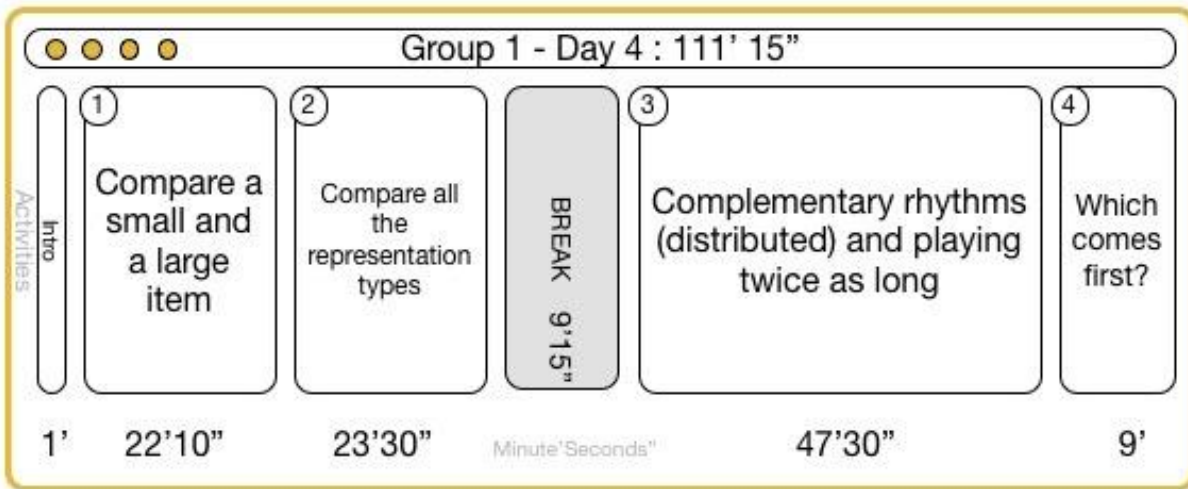 Group 1 - Day 4 : 111’ 15”
Activities
Intro
1
Compare a
small and
a large
item
2
Compare all
the
representation
types
BREAK 9’15”
3
Complementary rhythms
(distributed) and playing
twice as long
4
Which
comes
first?
1’ 22’10” 23’30” Minute’Seconds” 47’30” 9’